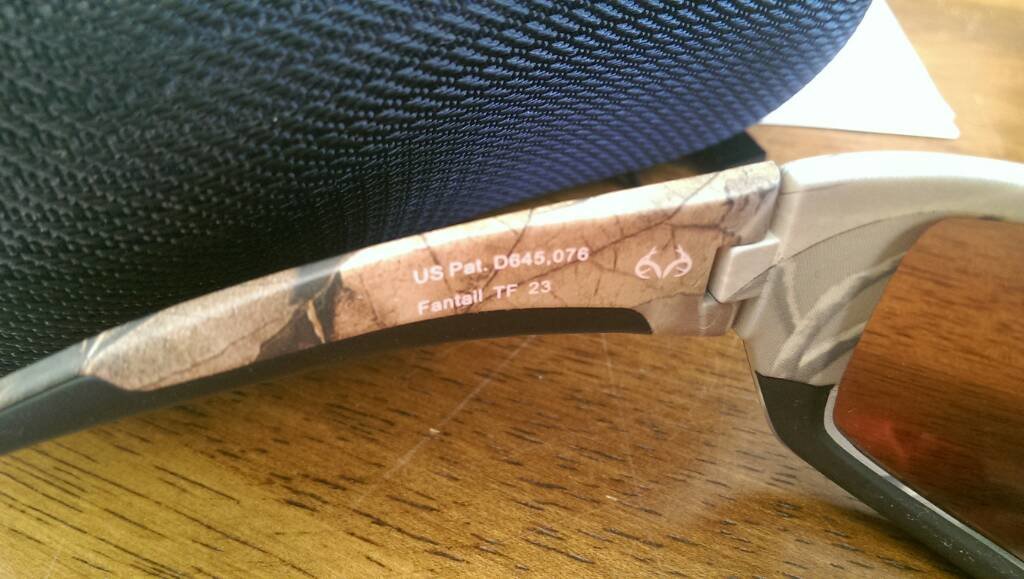 US Pat. D645,076
Fantail TF 23